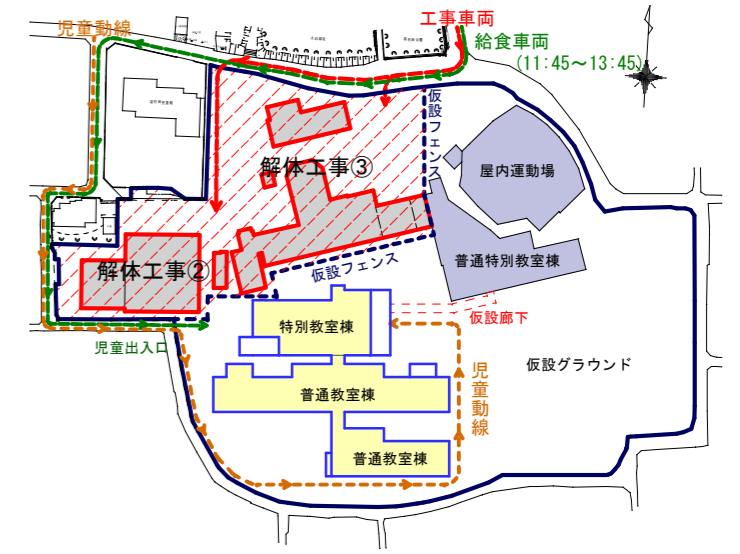 工事車両
児童動線
給食車両
(11:45～13:45)
仮設フェンス
解体工事③
屋内運動場
解体工事②
仮設フェンス
普通特別教室棟
仮設廊下
特別教室棟
児童出入口
仮設グラウンド
児童動線
普通教室棟
普通教室棟